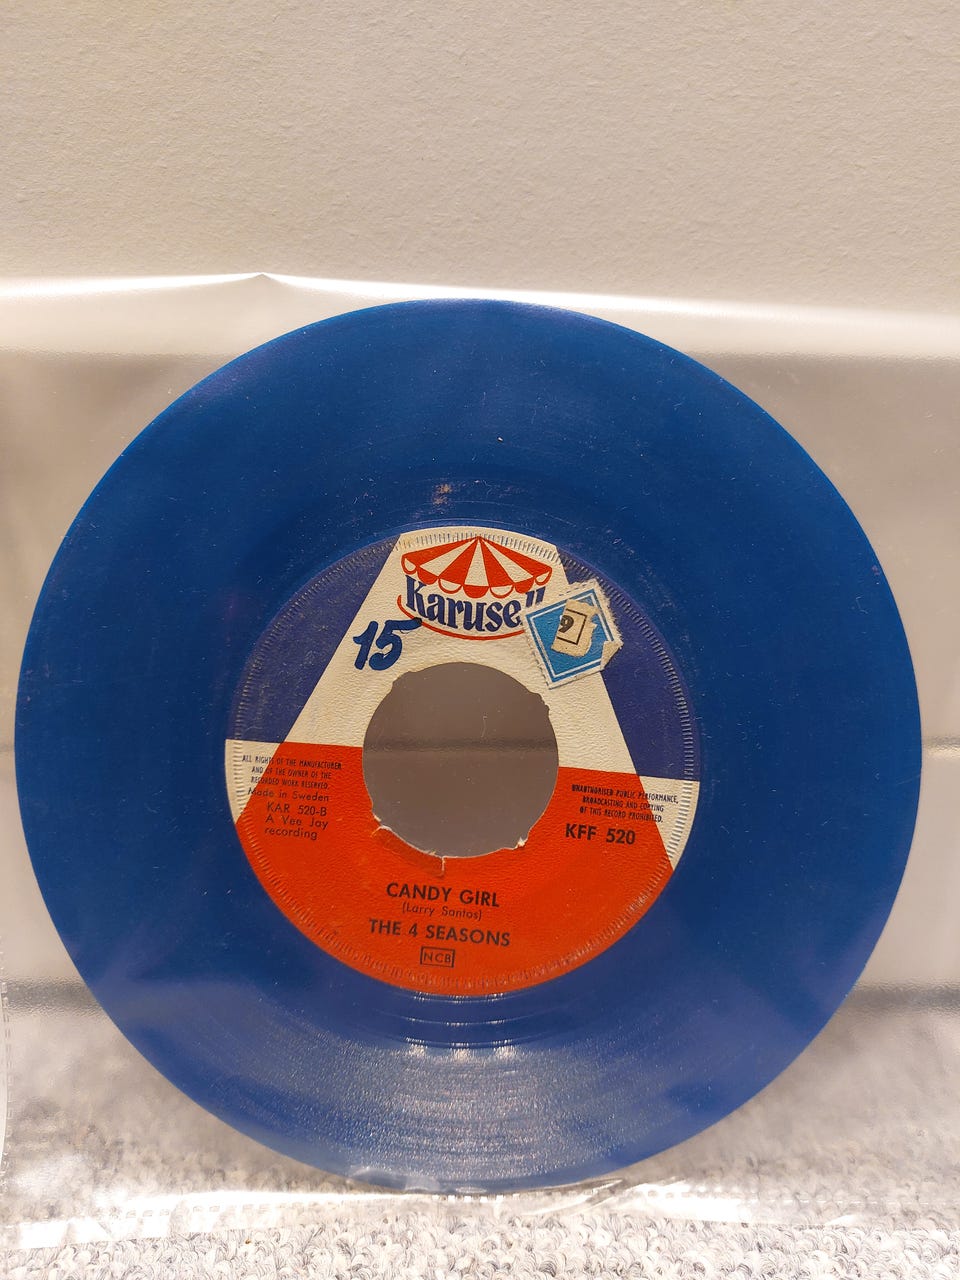 Karusell
15
9
ALL RIGHTS OF THE MANUFACTURER
AND OF THE OWNER OF THE
RECORDED WORK RESERVED.
Made in Sweden
KAR 520-B
A Vee Jay
recording
UNAUTHORISED PUBLIC PERFORMANCE,
BROADCASTING AND COPYING
OF THIS RECORD PROHIBITED.
KFF 520
CANDY GIRL
(Larry Santos)
THE 4 SEASONS
NCB